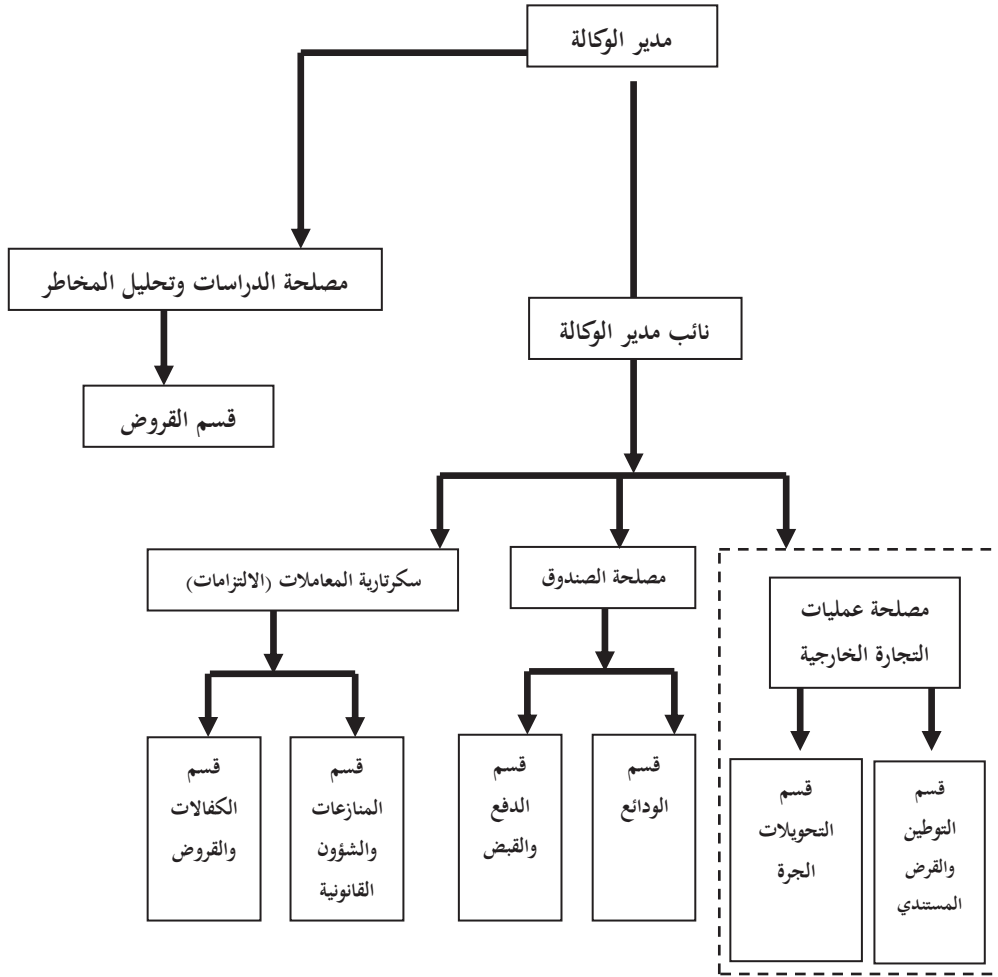 مدير الوكالة
مصلحة الدراسات وتحليل المخاطر
نائب مدير الوكالة
قسم القروض
مصلحة عمليات
التجارة الخارجية
مصلحة الصندوق
سكرتارية المعاملات (الالتزامات)
قسم
التوطين
والقرض
المستندي
قسم
التحويلات
الجرة
قسم
الودائع
قسم
الدفع
والقبض
قسم
المنازعات
والشؤون
القانونية
قسم
الكفالات
والقروض